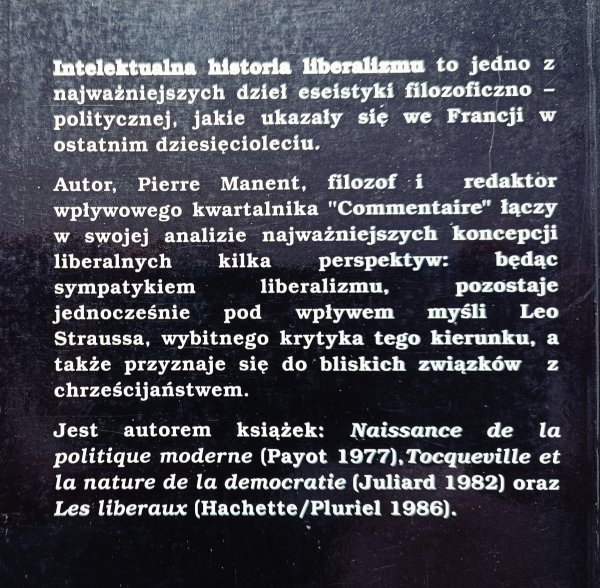 Intelektualna historia liberalizmu to jedno z
najważniejszych dzieł eseistyki filozoficzno –
politycznej, jakie ukazały się we Francji w
ostatnim dziesięcioleciu.
Autor, Pierre Manent, filozof i redaktor
wpływowego kwartalnika "Commentaire" łączy
w swojej analizie najważniejszych koncepcji
liberalnych kilka perspektyw: będąc
sympatykiem liberalizmu, pozostaje
jednocześnie pod wpływem myśli Leo
Straussa, wybitnego krytyka tego kierunku, a
także przyznaje się do bliskich związków z
chrześcijaństwem.
Jest autorem książek: Naissance de la
politique moderne (Payot 1977), Tocqueville et
la nature de la democratie (Juliard 1982) oraz
Les liberaux (Hachette/Pluriel 1986).